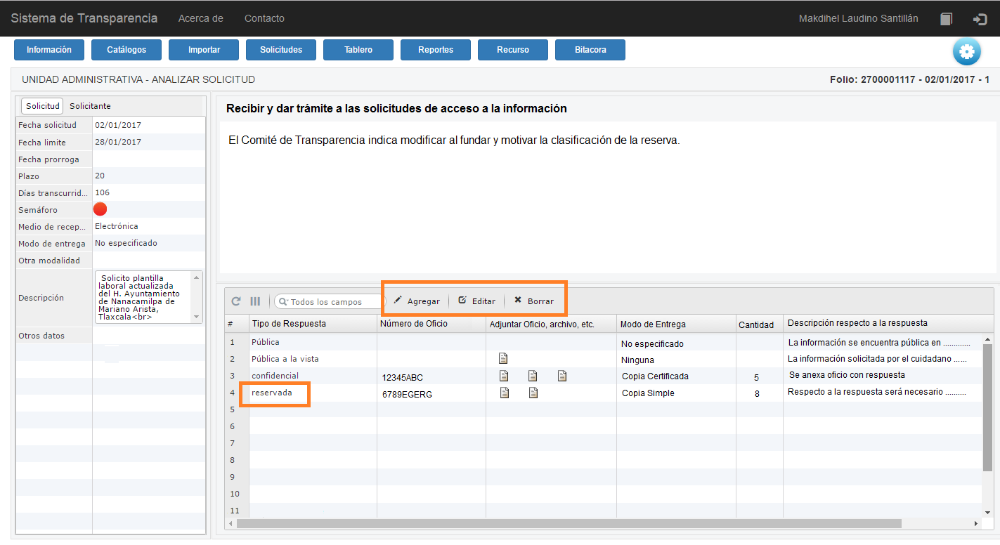 Sistema de Transparencia Acerca de Contacto Makdihel Laudino Santillán
Información Catálogos Importar Solicitudes Tablero Reportes Recurso Bitacora
UNIDAD ADMINISTRATIVA - ANALIZAR SOLICITUD Folio: 2700001117 - 02/01/2017 - 1
Solicitud Solicitante
Fecha solicitud 02/01/2017
Fecha limite 28/01/2017
Fecha prorroga
Plazo 20
Días transcurrid... 106
Semáforo
Medio de recep... Electrónica
Modo de entrega No especificado
Otra modalidad
Descripción
Solicito plantilla
laboral actualizada
del H. Ayuntamiento
de Nanacamilpa de
Mariano Arista,
Tlaxcala<br>
Otros datos
Recibir y dar trámite a las solicitudes de acceso a la información
El Comité de Transparencia indica modificar al fundar y motivar la clasificación de la reserva.
Todos los campos Agregar Editar Borrar
# Tipo de Respuesta Número de Oficio Adjuntar Oficio, archivo, etc. Modo de Entrega Cantidad Descripción respecto a la respuesta
1 Pública No especificado La información se encuentra pública en .............
2 Pública a la vista Ninguna La información solicitada por el cuidadano ......
3 confidencial 12345ABC Copia Certificada 5 Se anexa oficio con respuesta
4 reservada 6789EGERG Copia Simple 8 Respecto a la respuesta será necesario ..........
5
6
7
8
9
10
11